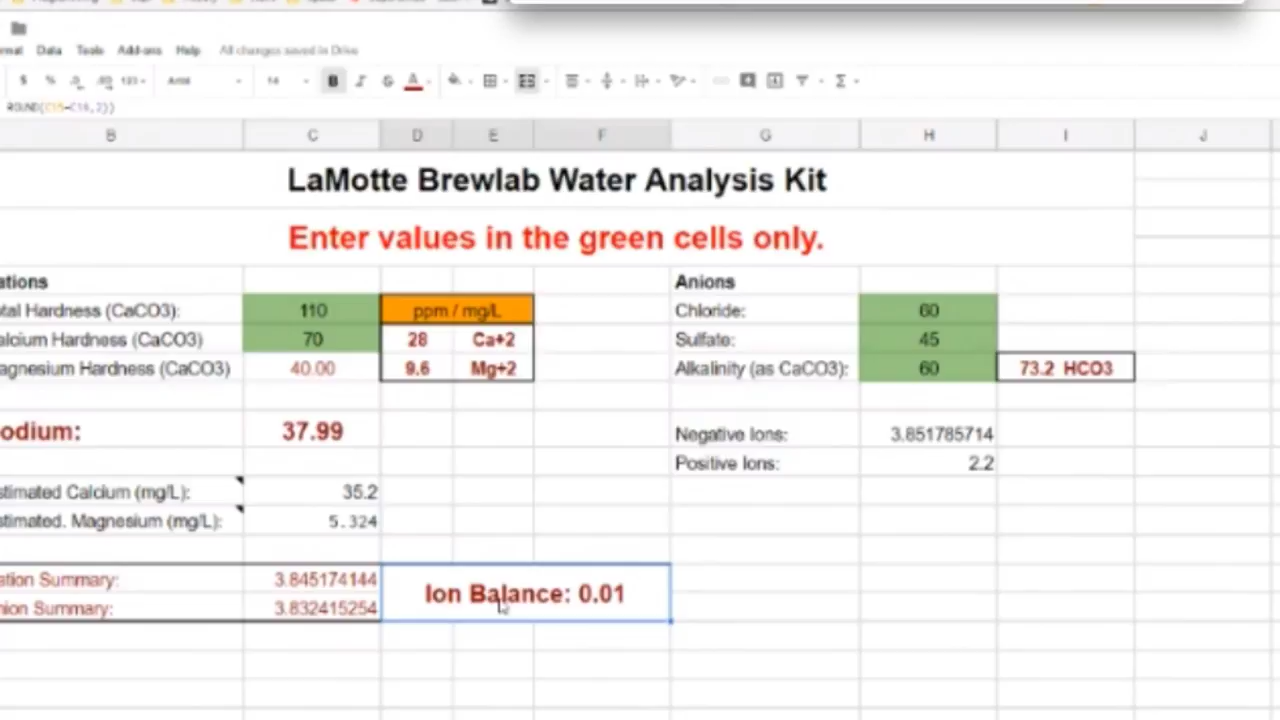 Data Tools Add-ons Help All changes saved in Drive
$ % 123 Arial 14 B
B C D E F G H I J
LaMotte Brewlab Water Analysis Kit
Enter values in the green cells only.
ations Anions
tal Hardness (CaCO3): 110 ppm / mg/L Chloride: 60
alcium Hardness (CaCO3) 70 28 Ca+2 Sulfate: 45
agnesium Hardness (CaCO3) 40.00 9.6 Mg+2 Alkalinity (as CaCO3): 60 73.2 HCO3
odium: 37.99 Negative Ions: 3.851785714
Positive Ions: 2.2
stimated Calcium (mg/L): 35.2
stimated. Magnesium (mg/L): 5.324
ation Summary: 3.845174144
Ion Balance: 0.01
nion Summary: 3.832415254